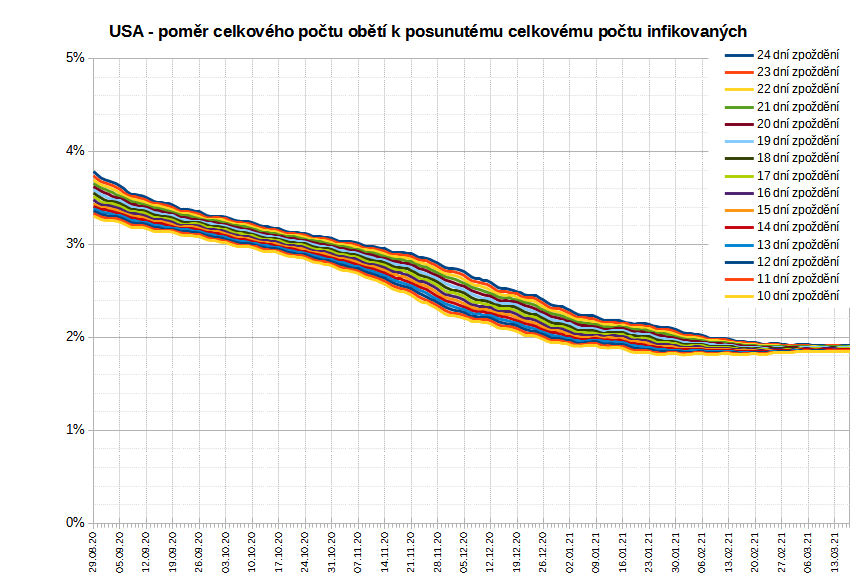 USA - poměr celkového počtu obětí k posunutému celkovému počtu infikovaných
5%
4%
3%
2%
1%
0%
24 dní zpoždění
23 dní zpoždění
22 dní zpoždění
21 dní zpoždění
20 dní zpoždění
19 dní zpoždění
18 dní zpoždění
17 dní zpoždění
16 dní zpoždění
15 dní zpoždění
14 dní zpoždění
13 dní zpoždění
12 dní zpoždění
11 dní zpoždění
10 dní zpoždění
29.08.20
05.09.20
12.09.20
19.09.20
26.09.20
03.10.20
10.10.20
17.10.20
24.10.20
31.10.20
07.11.20
14.11.20
21.11.20
28.11.20
05.12.20
12.12.20
19.12.20
26.12.20
02.01.21
09.01.21
16.01.21
23.01.21
30.01.21
06.02.21
13.02.21
20.02.21
27.02.21
06.03.21
13.03.21